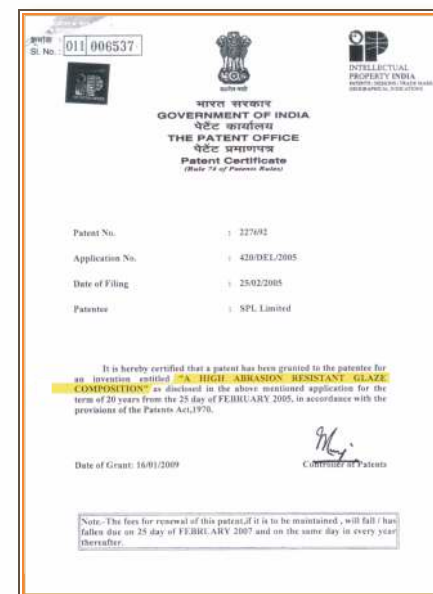 क्रमांक
Sl. No. : 011 006537
INTELLECTUAL
PROPERTY INDIA
PATENTS | DESIGNS | TRADE MARKS
GEOGRAPHICAL INDICATIONS
भारत सरकार
GOVERNMENT OF INDIA
पेटेंट कार्यालय
THE PATENT OFFICE
पेटेंट प्रमाणपत्र
Patent Certificate
(Rule 74 of Patents Rules)
Patent No. : 227692
Application No. : 420/DEL/2005
Date of Filing : 25/02/2005
Patentee : SPL Limited
It is hereby certified that a patent has been granted to the patentee for
an invention entitled "A HIGH ABRASION RESISTANT GLAZE
COMPOSITION" as disclosed in the above mentioned application for the
term of 20 years from the 25 day of FEBRUARY 2005, in accordance with the
provisions of the Patents Act,1970.
Date of Grant: 16/01/2009
Controller of Patents
Note.-The fees for renewal of this patent,if it is to be maintained , will fall / has
fallen due on 25 day of FEBRUARY 2007 and on the same day in every year
thereafter.